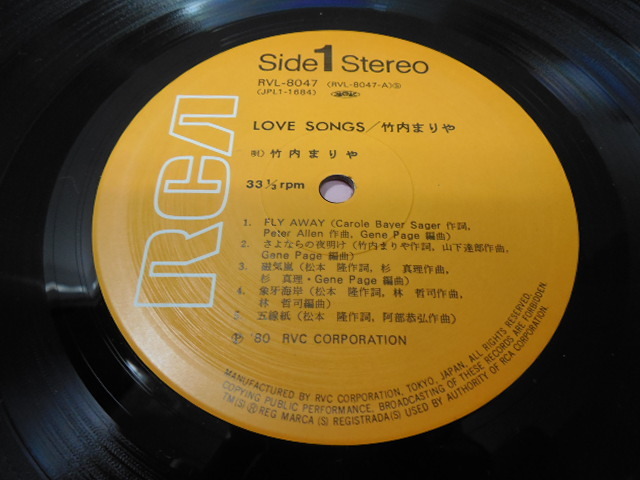 Side 1 Stereo
RVL-8047 (RVL-8047-A)Ⓢ
(JPL1-1684)
RCA
LOVE SONGS/竹内まりや
唄) 竹内まりや
33 1/3 rpm
1. FLY AWAY (Carole Bayer Sager 作詞,
Peter Allen 作曲, Gene Page 編曲)
2. さよならの夜明け (竹内まりや作詞, 山下達郎作曲,
Gene Page 編曲)
3. 磁気嵐 (松本 隆作詞, 杉 真理作曲,
杉 真理・Gene Page 編曲)
4. 象牙海岸 (松本 隆作詞, 林 哲司作曲,
林 哲司編曲)
5. 五線紙 (松本 隆作詞, 阿部恭弘作曲)
Ⓟ '80 RVC CORPORATION
MANUFACTURED BY RVC CORPORATION, TOKYO, JAPAN. ALL RIGHTS RESERVED.
COPYING PUBLIC PERFORMANCE, BROADCASTING OF THESE RECORDS ARE FORBIDDEN.
TM(S)® REG MARCA (S) REGISTRADA(S) USED BY AUTHORITY OF RCA CORPORATION.